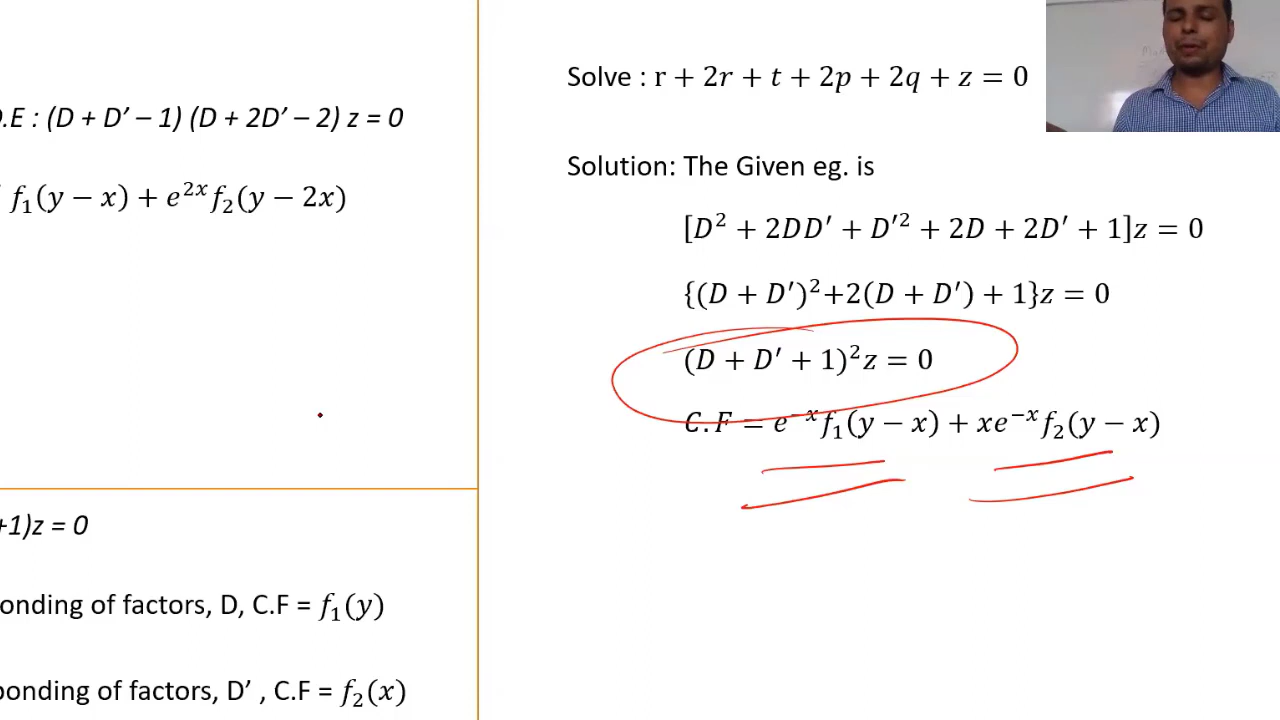 D.E : (D + D′ – 1) (D + 2D′ – 2) z = 0
f₁(y − x) + e²ˣf₂(y − 2x)
+1)z = 0
onding of factors, D, C.F = f₁(y)
ponding of factors, D′ , C.F = f₂(x)
Solve : r + 2r + t + 2p + 2q + z = 0
Solution: The Given eg. is
[D² + 2DD′ + D′² + 2D + 2D′ + 1]z = 0
{(D + D′)²+2(D + D′) + 1}z = 0
(D + D′ + 1)²z = 0
C.F = e⁻ˣf₁(y − x) + xe⁻ˣf₂(y − x)